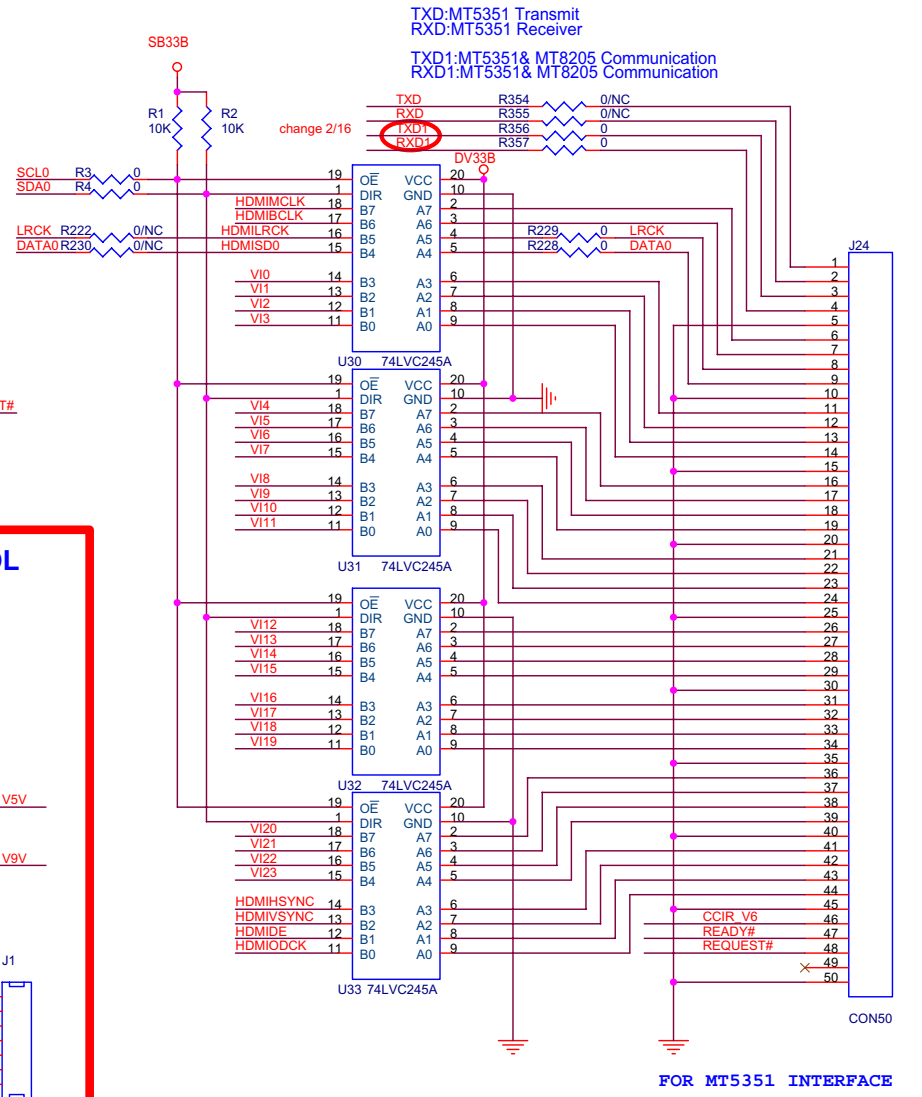 TXD:MT5351 Transmit
RXD:MT5351 Receiver
TXD1:MT5351& MT8205 Communication
RXD1:MT5351& MT8205 Communication
SB33B
R1
10K
R2
10K
change 2/16
TXD R354 0/NC
RXD R355 0/NC
TXD1 R356 0
RXD1 R357 0
DV33B
SCL0 R3 0
SDA0 R4 0
LRCK R222 0/NC HDMILRCK
DATA0 R230 0/NC HDMISD0
HDMIMCLK
HDMIBCLK
R229 0 LRCK
R228 0 DATA0
19 OE VCC 20
1 DIR GND 10
18 B7 A7 2
17 B6 A6 3
16 B5 A5 4
15 B4 A4 5
VI0 14 B3 A3 6
VI1 13 B2 A2 7
VI2 12 B1 A1 8
VI3 11 B0 A0 9
U30 74LVC245A
19 OE VCC 20
1 DIR GND 10
T#
VI4 18 B7 A7 2
VI5 17 B6 A6 3
VI6 16 B5 A5 4
VI7 15 B4 A4 5
VI8 14 B3 A3 6
VI9 13 B2 A2 7
VI10 12 B1 A1 8
VI11 11 B0 A0 9
U31 74LVC245A
OL
19 OE VCC 20
1 DIR GND 10
VI12 18 B7 A7 2
VI13 17 B6 A6 3
VI14 16 B5 A5 4
VI15 15 B4 A4 5
VI16 14 B3 A3 6
VI17 13 B2 A2 7
VI18 12 B1 A1 8
VI19 11 B0 A0 9
U32 74LVC245A
V5V
V9V
J1
19 OE VCC 20
1 DIR GND 10
VI20 18 B7 A7 2
VI21 17 B6 A6 3
VI22 16 B5 A5 4
VI23 15 B4 A4 5
HDMIHSYNC 14 B3 A3 6
HDMIVSYNC 13 B2 A2 7
HDMIDE 12 B1 A1 8
HDMIODCK 11 B0 A0 9
U33 74LVC245A
J24
1
2
3
4
5
6
7
8
9
10
11
12
13
14
15
16
17
18
19
20
21
22
23
24
25
26
27
28
29
30
31
32
33
34
35
36
37
38
39
40
41
42
43
44
45
CCIR_V6 46
READY# 47
REQUEST# 48
49
50
CON50
FOR MT5351 INTERFACE